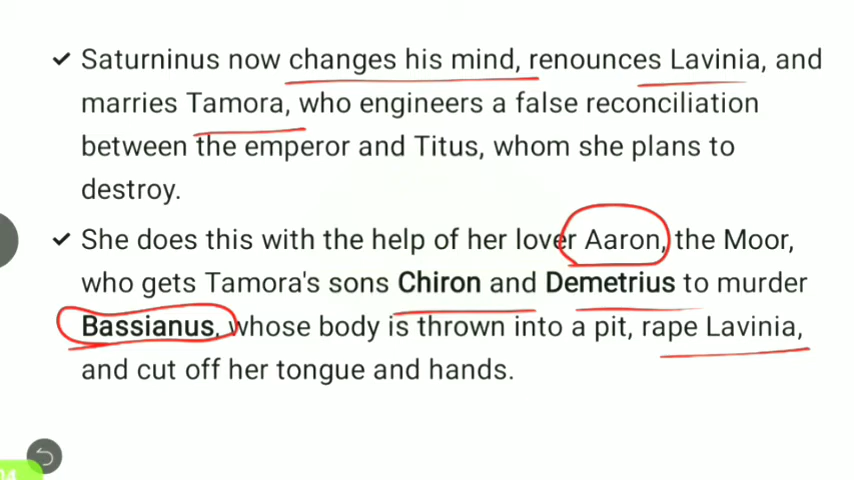 ✓ Saturninus now changes his mind, renounces Lavinia, and
marries Tamora, who engineers a false reconciliation
between the emperor and Titus, whom she plans to
destroy.
✓ She does this with the help of her lover Aaron, the Moor,
who gets Tamora's sons Chiron and Demetrius to murder
Bassianus, whose body is thrown into a pit, rape Lavinia,
and cut off her tongue and hands.